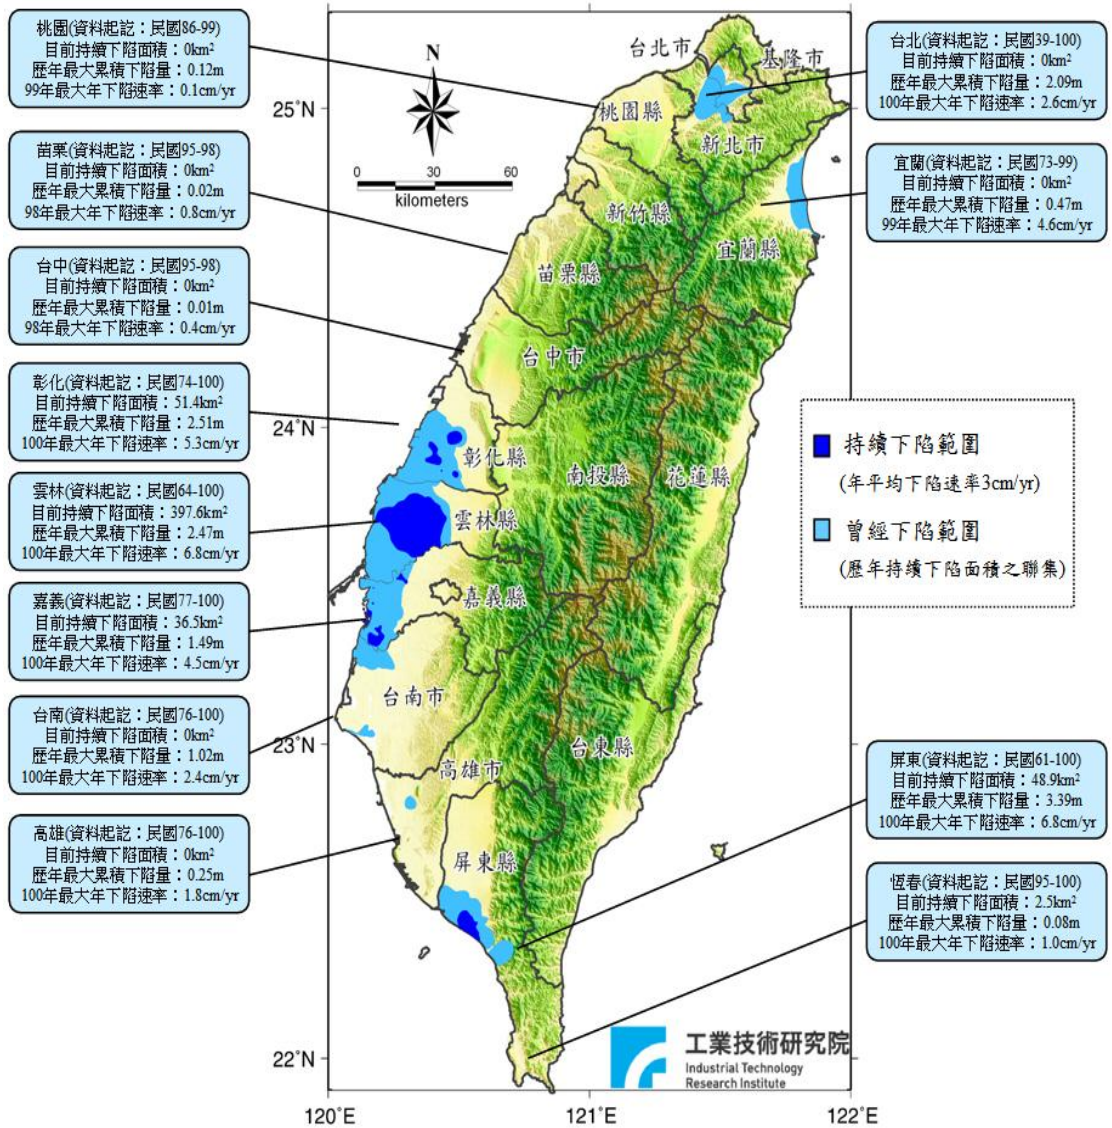 桃園(資料起訖：民國86-99)
目前持續下陷面積：0km²
歷年最大累積下陷量：0.12m
99年最大年下陷速率：0.1cm/yr
苗栗(資料起訖：民國95-98)
目前持續下陷面積：0km²
歷年最大累積下陷量：0.02m
98年最大年下陷速率：0.8cm/yr
台中(資料起訖：民國95-98)
目前持續下陷面積：0km²
歷年最大累積下陷量：0.01m
98年最大年下陷速率：0.4cm/yr
彰化(資料起訖：民國74-100)
目前持續下陷面積：51.4km²
歷年最大累積下陷量：2.51m
100年最大年下陷速率：5.3cm/yr
雲林(資料起訖：民國64-100)
目前持續下陷面積：397.6km²
歷年最大累積下陷量：2.47m
100年最大年下陷速率：6.8cm/yr
嘉義(資料起訖：民國77-100)
目前持續下陷面積：36.5km²
歷年最大累積下陷量：1.49m
100年最大年下陷速率：4.5cm/yr
台南(資料起訖：民國76-100)
目前持續下陷面積：0km²
歷年最大累積下陷量：1.02m
100年最大年下陷速率：2.4cm/yr
高雄(資料起訖：民國76-100)
目前持續下陷面積：0km²
歷年最大累積下陷量：0.25m
100年最大年下陷速率：1.8cm/yr
N
0 30 60
kilometers
25°N
24°N
23°N
22°N
120°E
121°E
122°E
台北市
基隆市
桃園縣
新北市
新竹縣
宜蘭縣
苗栗縣
台中市
彰化縣
南投縣
花蓮縣
雲林縣
嘉義縣
台南市
高雄市
台東縣
屏東縣
台北(資料起訖：民國39-100)
目前持續下陷面積：0km²
歷年最大累積下陷量：2.09m
100年最大年下陷速率：2.6cm/yr
宜蘭(資料起訖：民國73-99)
目前持續下陷面積：0km²
歷年最大累積下陷量：0.47m
99年最大年下陷速率：4.6cm/yr
持續下陷範圍
(年平均下陷速率3cm/yr)
曾經下陷範圍
(歷年持續下陷面積之聯集)
屏東(資料起訖：民國61-100)
目前持續下陷面積：48.9km²
歷年最大累積下陷量：3.39m
100年最大年下陷速率：6.8cm/yr
恆春(資料起訖：民國95-100)
目前持續下陷面積：2.5km²
歷年最大累積下陷量：0.08m
100年最大年下陷速率：1.0cm/yr
工業技術研究院
Industrial Technology
Research Institute